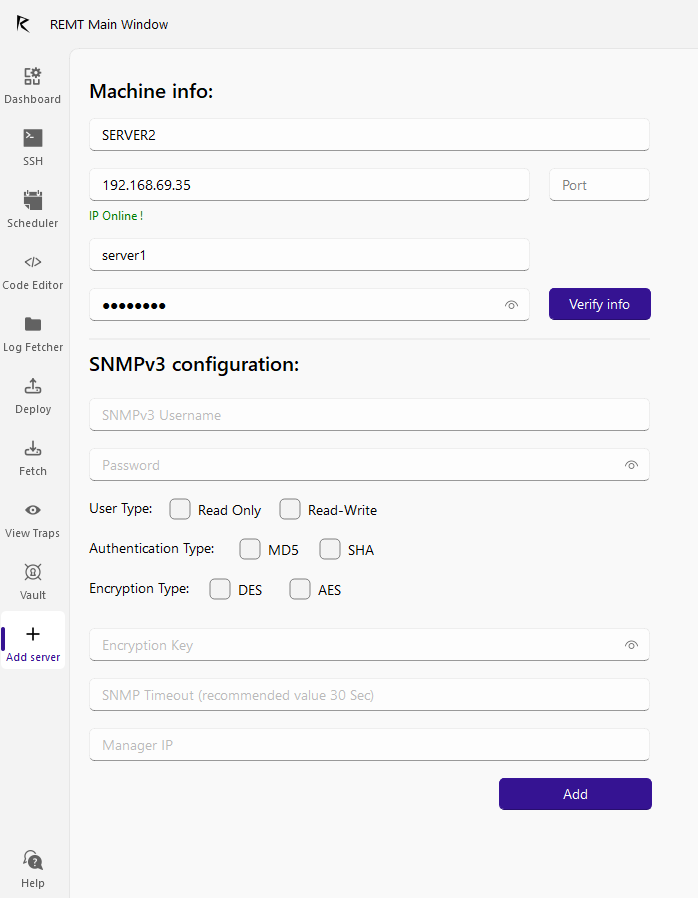 REMT Main Window
Dashboard
SSH
Scheduler
Code Editor
Log Fetcher
Deploy
Fetch
View Traps
Vault
Add server
Help
Machine info:
SERVER2
192.168.69.35
Port
IP Online!
server1
●●●●●●●●
Verify info
SNMPv3 configuration:
SNMPv3 Username
Password
User Type: Read Only Read-Write
Authentication Type: MD5 SHA
Encryption Type: DES AES
Encryption Key
SNMP Timeout (recommended value 30 Sec)
Manager IP
Add